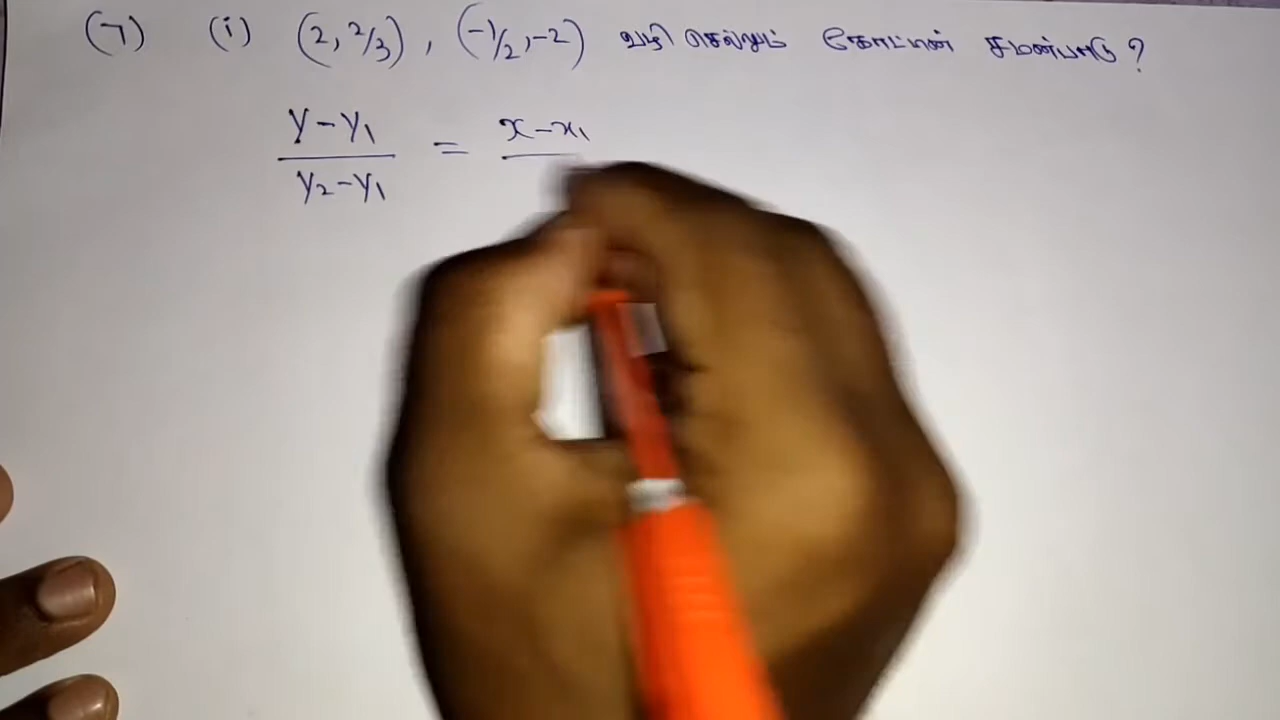 (7) (i) (2, 2/3), (-1/2, -2) வழி செல்லும் கோட்டின் சமன்பாடு ?
y - y₁ = x - x₁
y₂ - y₁